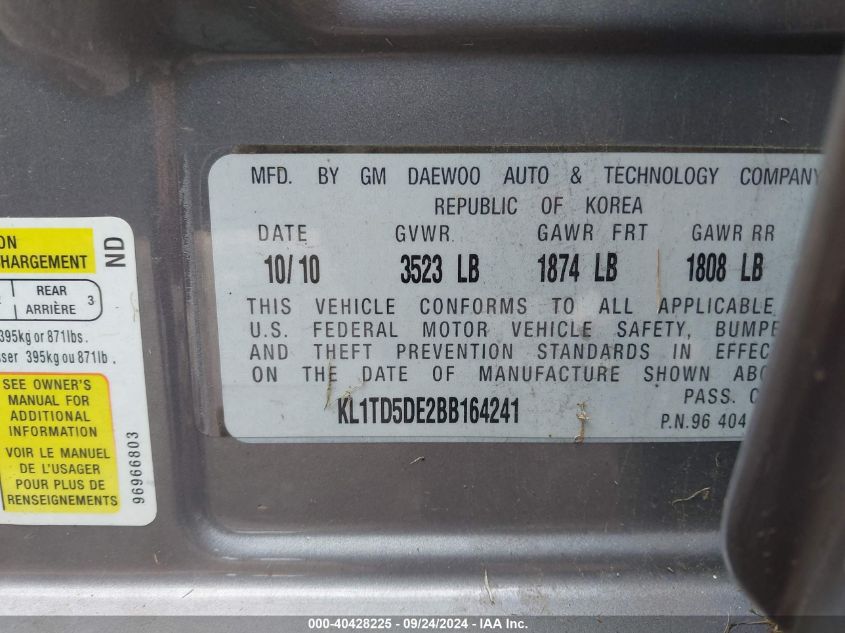 ON
HARGEMENT
ND
REAR
ARRIÈRE 3
395kg or 871lbs.
sser 395kg ou 871lb.
SEE OWNER'S
MANUAL FOR
ADDITIONAL
INFORMATION
VOIR LE MANUEL
DE L'USAGER
POUR PLUS DE
RENSEIGNEMENTS
96966803
MFD. BY GM DAEWOO AUTO & TECHNOLOGY COMPANY
REPUBLIC OF KOREA
DATE GVWR GAWR FRT GAWR RR
10/10 3523 LB 1874 LB 1808 LB
THIS VEHICLE CONFORMS TO ALL APPLICABLE
U.S. FEDERAL MOTOR VEHICLE SAFETY, BUMPE
AND THEFT PREVENTION STANDARDS IN EFFEC
ON THE DATE OF MANUFACTURE SHOWN ABO
PASS. C
KL1TD5DE2BB164241
P.N.96 404
000-40428225 - 09/24/2024 - IAA, Inc.